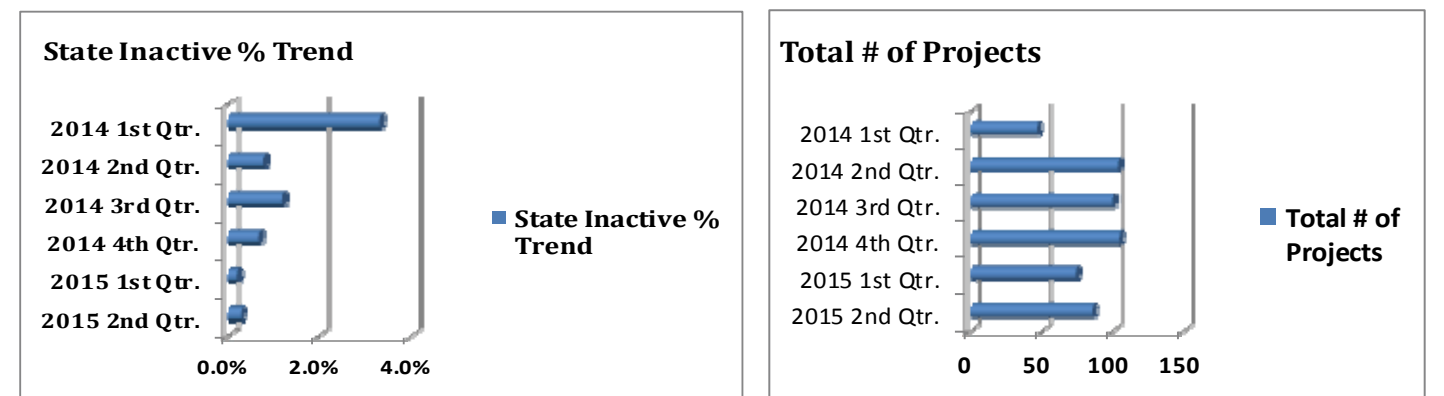 State Inactive % Trend
2014 1st Qtr.
2014 2nd Qtr.
2014 3rd Qtr.
2014 4th Qtr.
2015 1st Qtr.
2015 2nd Qtr.
0.0% 2.0% 4.0%
State Inactive %
Trend
Total # of Projects
2014 1st Qtr.
2014 2nd Qtr.
2014 3rd Qtr.
2014 4th Qtr.
2015 1st Qtr.
2015 2nd Qtr.
0 50 100 150
Total # of
Projects